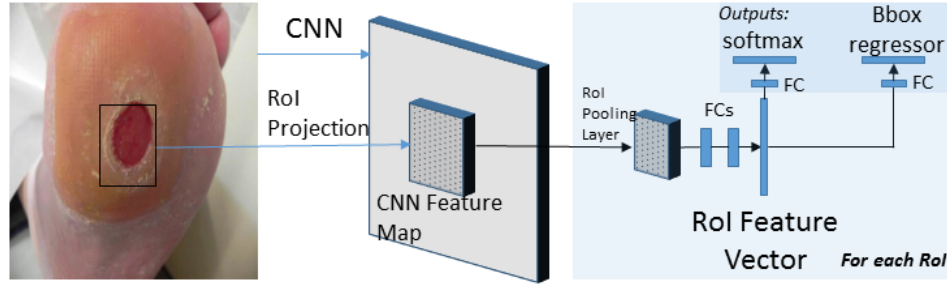 CNN
RoI
Projection
CNN Feature
Map
RoI
Pooling
Layer
FCs
Outputs:
softmax
FC
Bbox
regressor
FC
RoI Feature
Vector
For each RoI